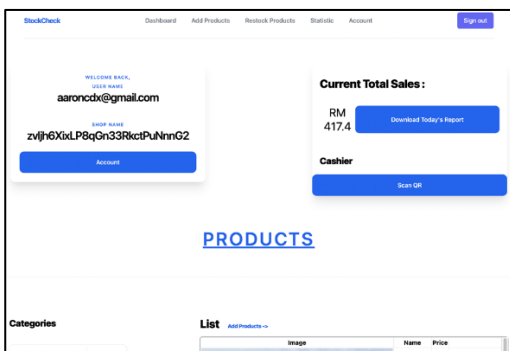 StockCheck Dashboard Add Products Restock Products Statistic Account Sign out
WELCOME BACK,
USER NAME
aaroncdx@gmail.com
SHOP NAME
zvljh6XixLP8qGn33RkctPuNnnG2
Account
Current Total Sales :
RM
417.4
Download Today's Report
Cashier
Scan QR
PRODUCTS
Categories
List Add Products ->
Image Name Price